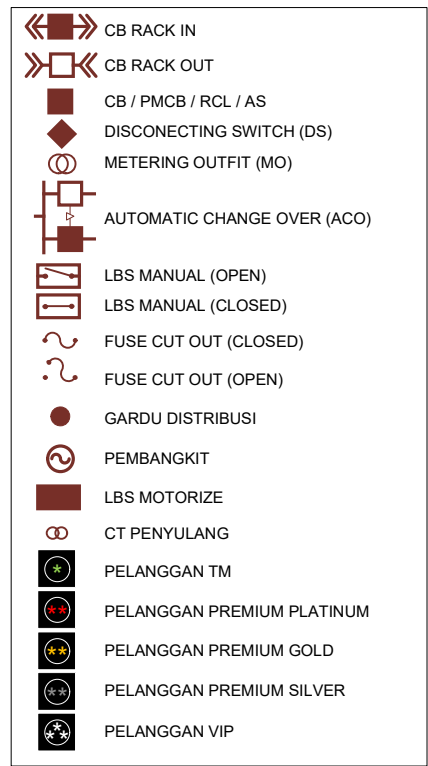 CB RACK IN
CB RACK OUT
CB / PMCB / RCL / AS
DISCONECTING SWITCH (DS)
METERING OUTFIT (MO)
AUTOMATIC CHANGE OVER (ACO)
LBS MANUAL (OPEN)
LBS MANUAL (CLOSED)
FUSE CUT OUT (CLOSED)
FUSE CUT OUT (OPEN)
GARDU DISTRIBUSI
PEMBANGKIT
LBS MOTORIZE
CT PENYULANG
* PELANGGAN TM
** PELANGGAN PREMIUM PLATINUM
** PELANGGAN PREMIUM GOLD
** PELANGGAN PREMIUM SILVER
*** PELANGGAN VIP